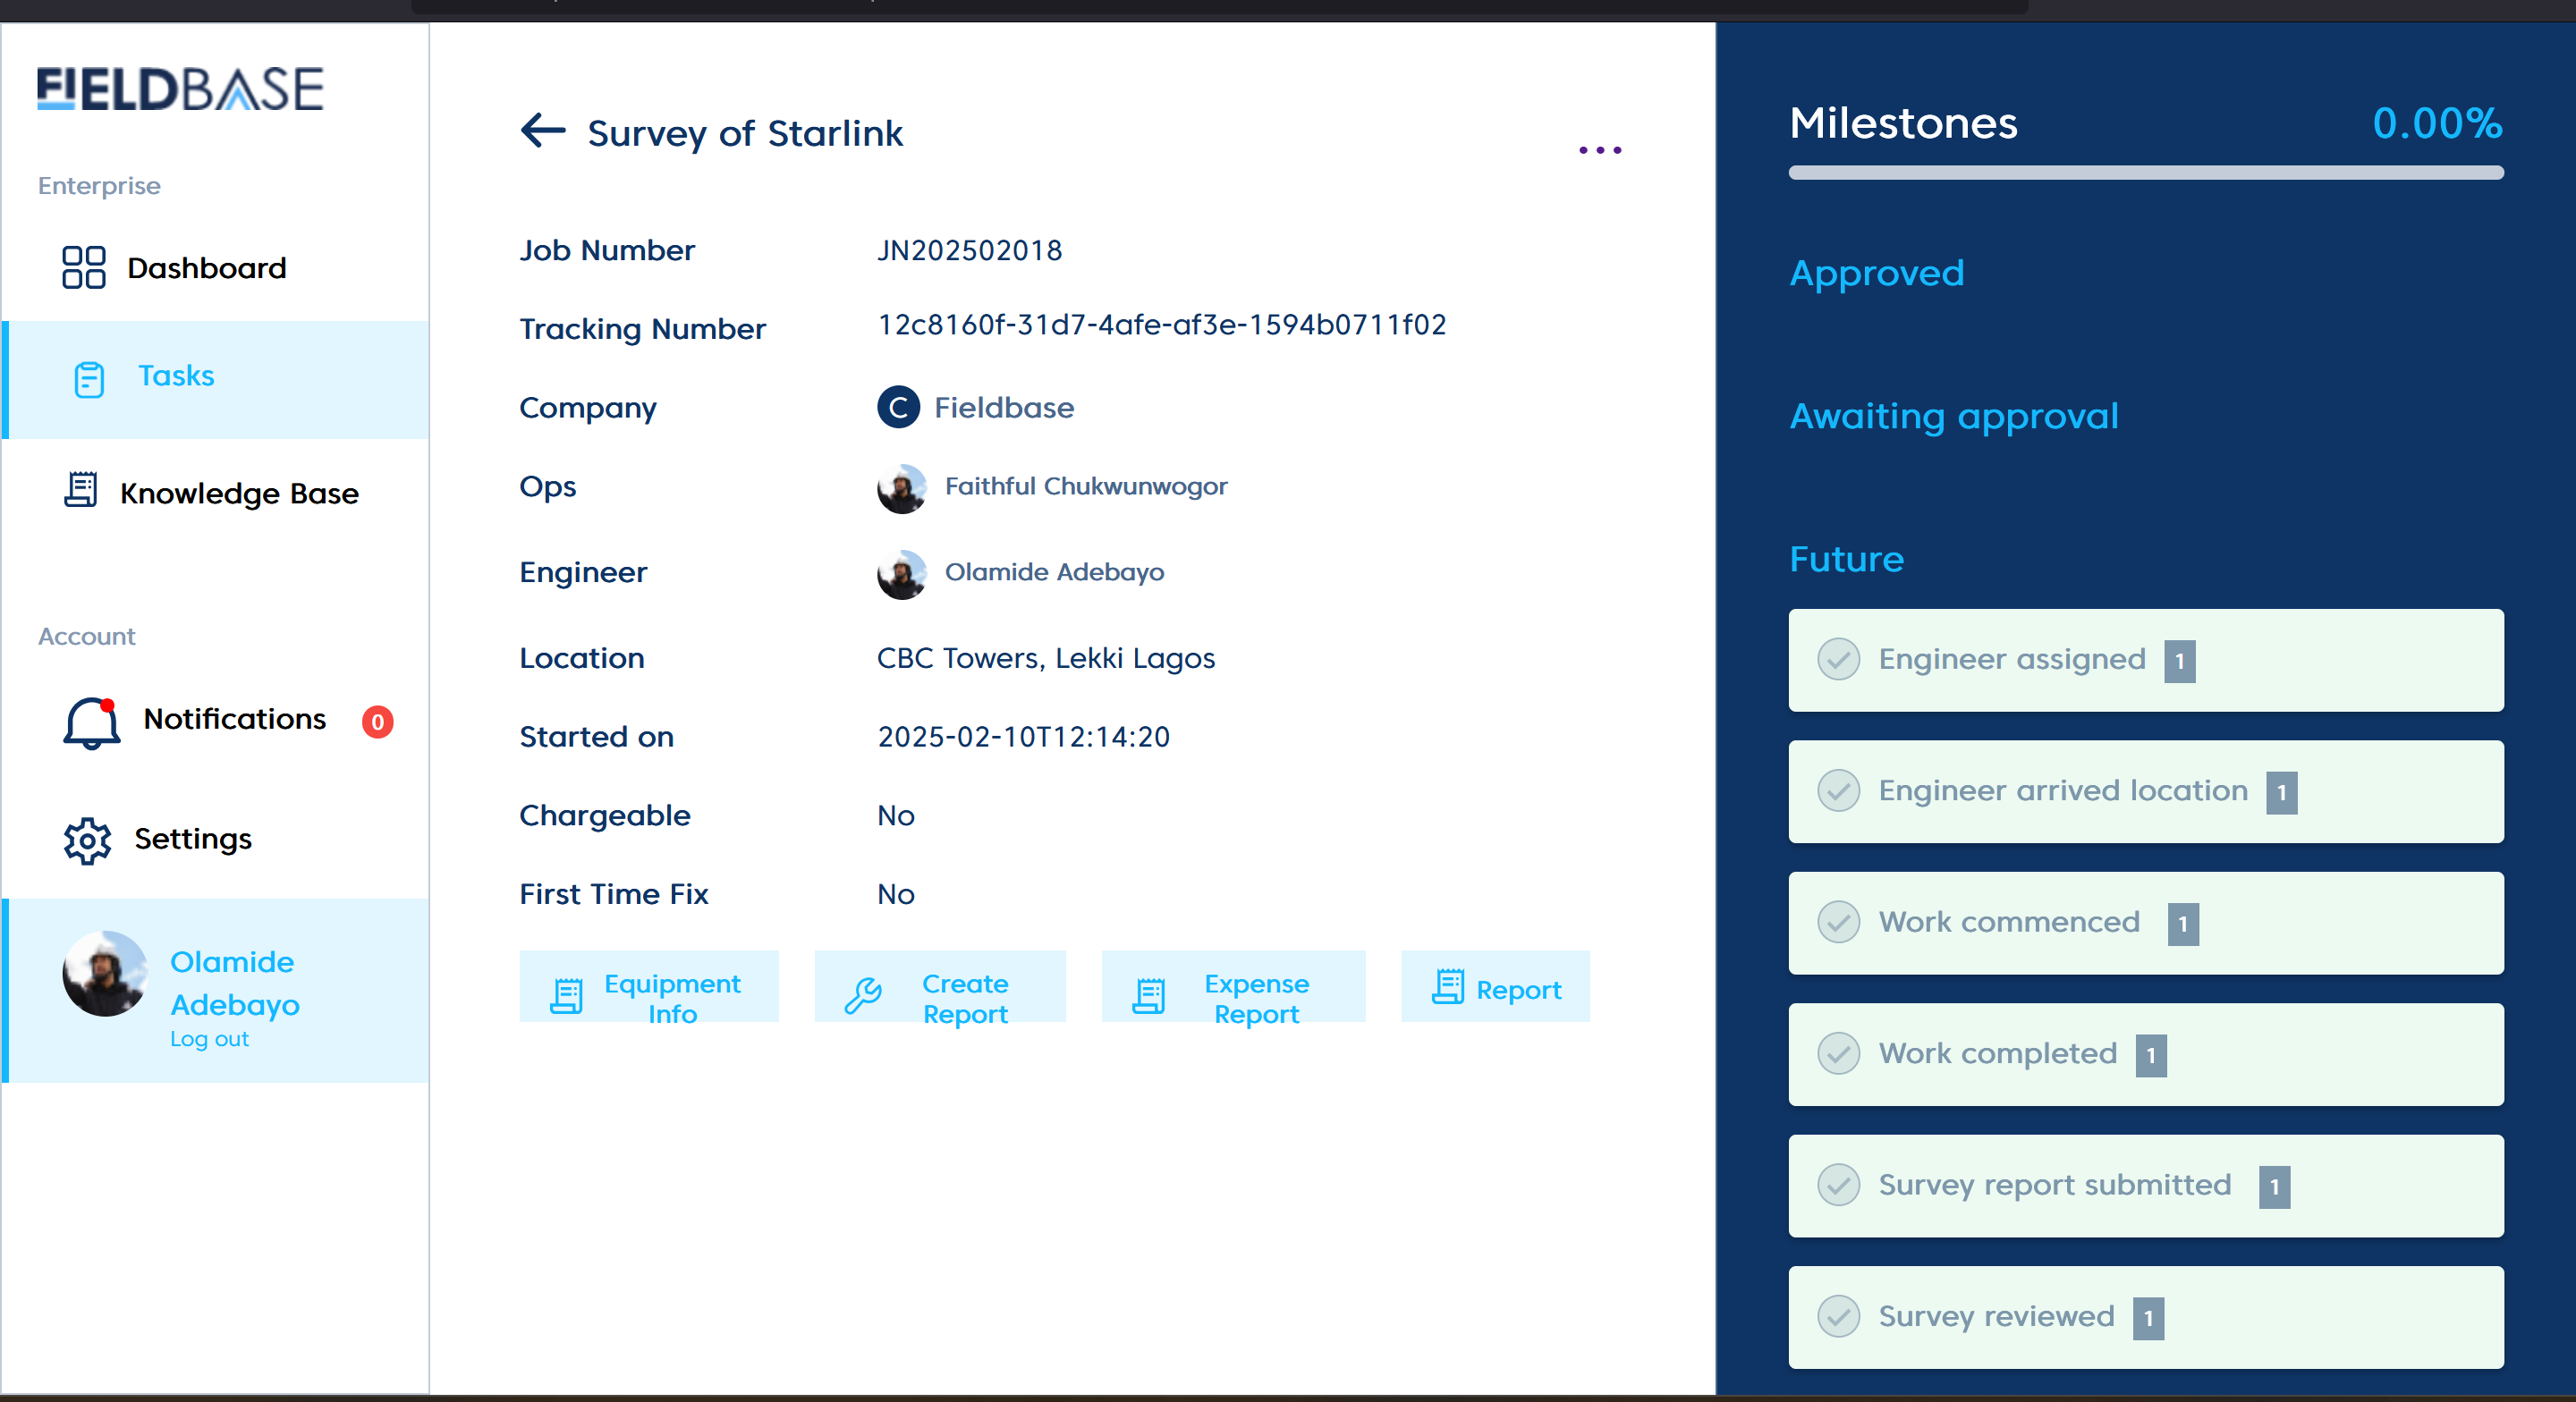 FIELDBASE
Enterprise
Dashboard
Tasks
Knowledge Base
Account
Notifications 0
Settings
Olamide
Adebayo
Log out
Survey of Starlink
...
Job Number JN202502018
Tracking Number 12c8160f-31d7-4afe-af3e-1594b0711f02
Company C Fieldbase
Ops Faithful Chukwunwogor
Engineer Olamide Adebayo
Location CBC Towers, Lekki Lagos
Started on 2025-02-10T12:14:20
Chargeable No
First Time Fix No
Equipment
Info
Create
Report
Expense
Report
Report
Milestones 0.00%
Approved
Awaiting approval
Future
Engineer assigned 1
Engineer arrived location 1
Work commenced 1
Work completed 1
Survey report submitted 1
Survey reviewed 1